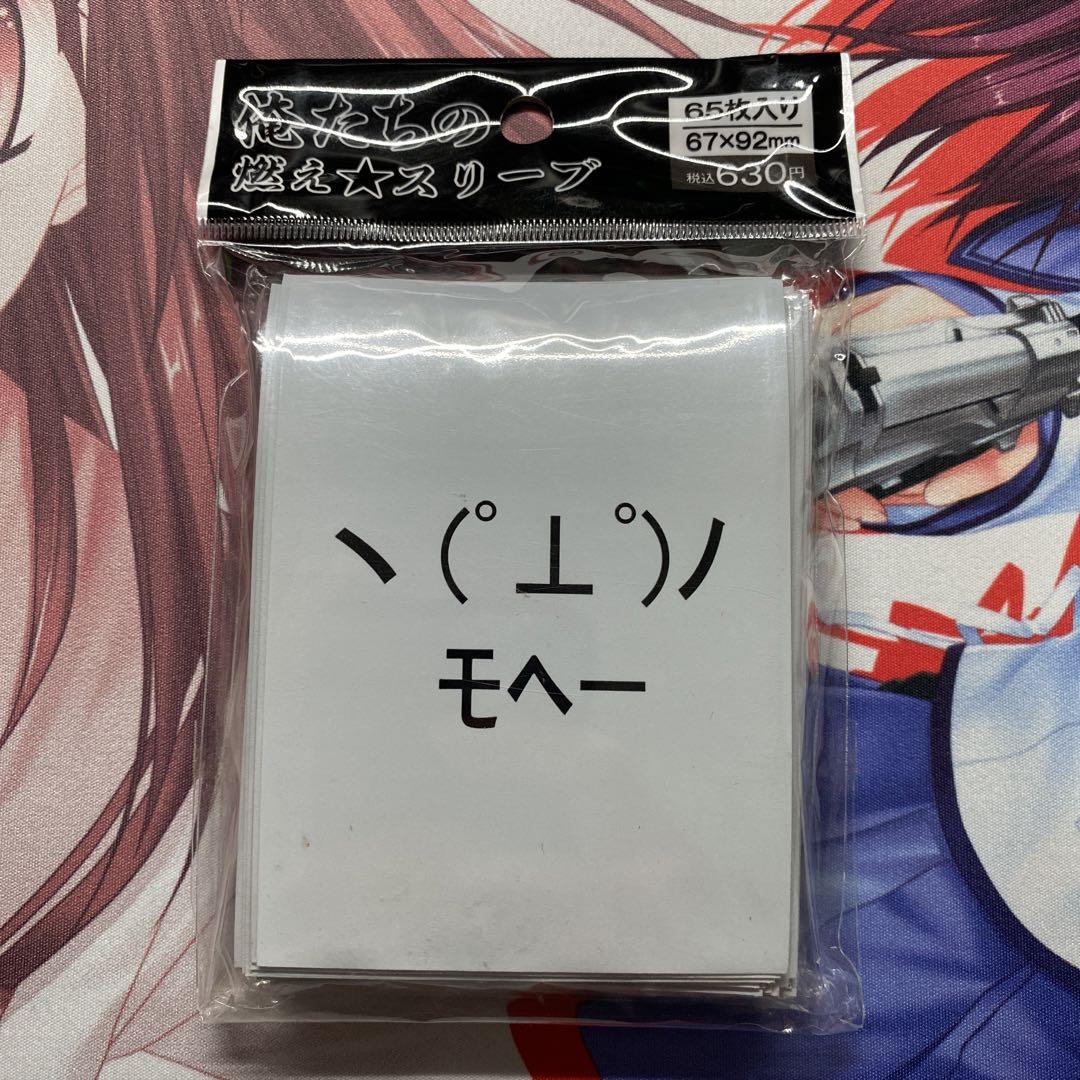 俺たちの
燃え★スリーブ
65枚入り
67×92mm
税込630円
ヽ(ﾟ⊥ﾟ)ﾉ
モヘー